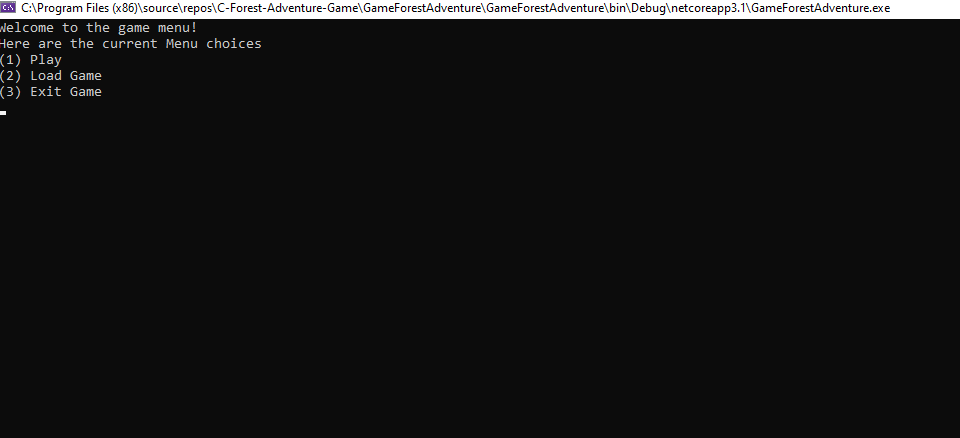 C:\Program Files (x86)\source\repos\C-Forest-Adventure-Game\GameForestAdventure\GameForestAdventure\bin\Debug\netcoreapp3.1\GameForestAdventure.exe
Welcome to the game menu!
Here are the current Menu choices
(1) Play
(2) Load Game
(3) Exit Game